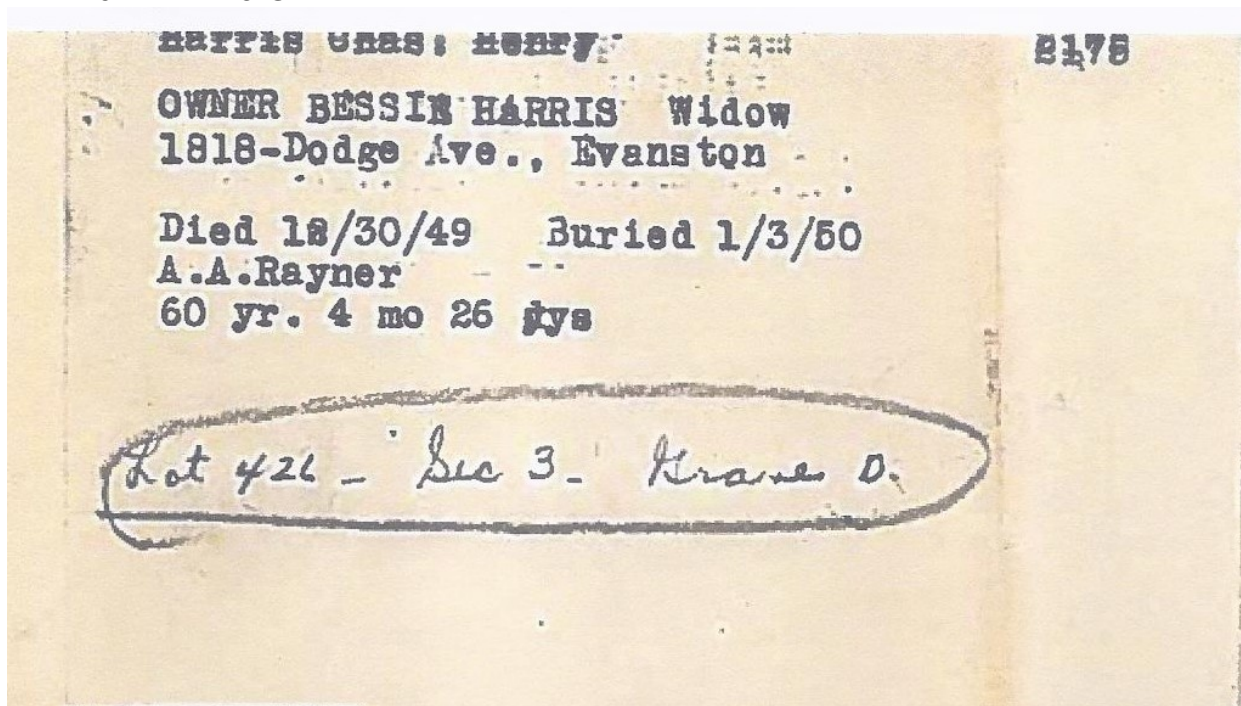 Harris Chas. Henry 2175
OWNER BESSIE HARRIS Widow
1818-Dodge Ave., Evanston
Died 12/30/49 Buried 1/3/50
A.A.Rayner
60 yr. 4 mo 26 dys
Lot 426 - Sec 3 - Grave D.